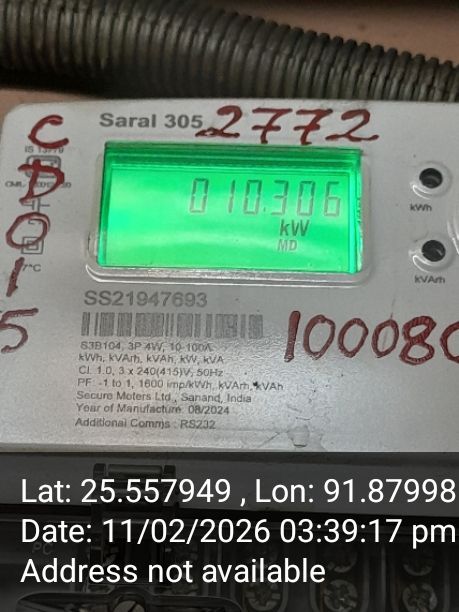 Saral 305
2772
C
D
0
1
5
IS 13779
010.306
kW
MD
kWh
kVArh
SS21947693
S3B104, 3P 4W, 10-100A
kWh, kVArh, kVAh, kW, kVA
Cl. 1.0, 3 x 240(415)V, 50Hz
PF: -1 to 1, 1600 imp/kWh, kVArh, kVAh
Secure Meters Ltd., Sanand, India
Year of Manufacture: 08/2024
Additional Comms : RS232
Lat: 25.557949 , Lon: 91.87998
Date: 11/02/2026 03:39:17 pm
Address not available